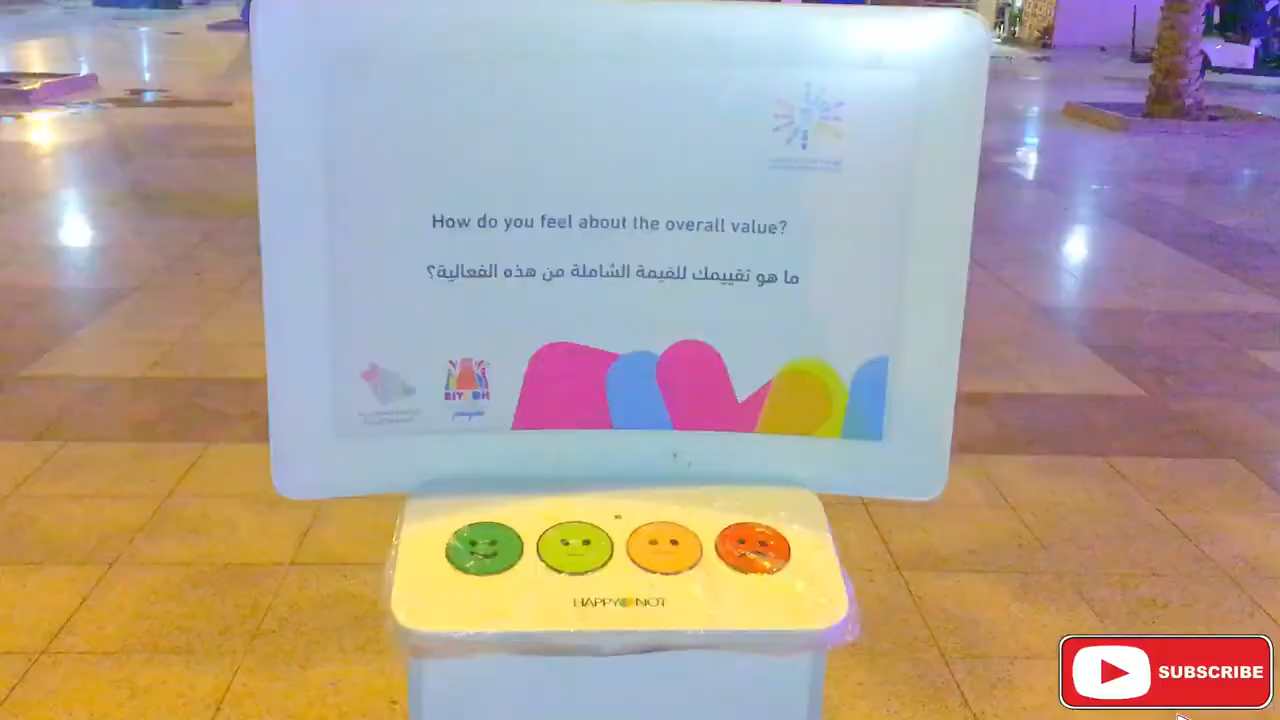 How do you feel about the overall value?
ما هو تقييمك للقيمة الشاملة من هذه الفعالية؟
RIYADH
HAPPY OR NOT
SUBSCRIBE